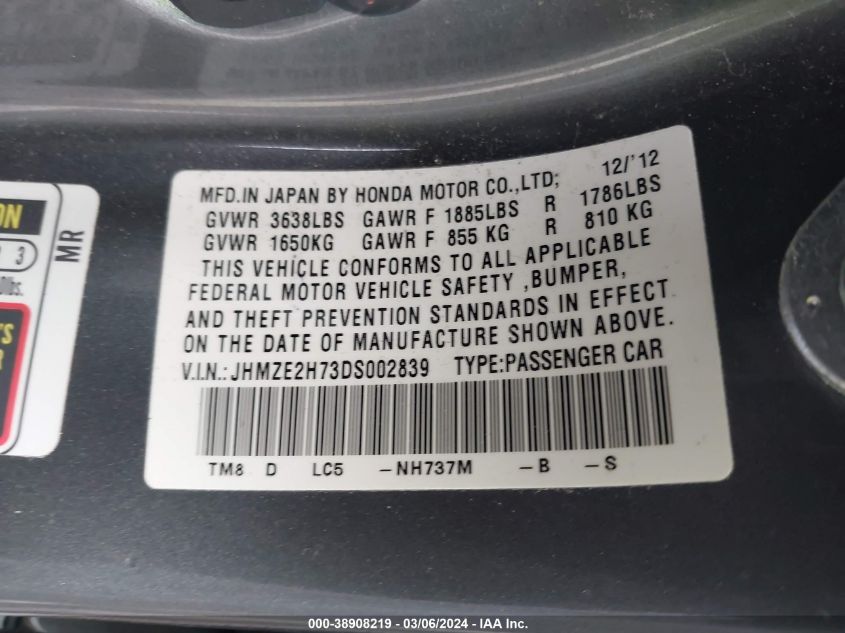 MFD.IN JAPAN BY HONDA MOTOR CO.,LTD; 12/'12
GVWR 3638LBS GAWR F 1885LBS R 1786LBS
GVWR 1650KG GAWR F 855 KG R 810 KG
THIS VEHICLE CONFORMS TO ALL APPLICABLE
FEDERAL MOTOR VEHICLE SAFETY ,BUMPER,
AND THEFT PREVENTION STANDARDS IN EFFECT
ON THE DATE OF MANUFACTURE SHOWN ABOVE.
V.I.N.: JHMZE2H73DS002839 TYPE:PASSENGER CAR
TM8 D LC5 -NH737M -B -S
ON
3
lbs.
MR
'S
R
000-38908219 - 03/06/2024 - IAA Inc.